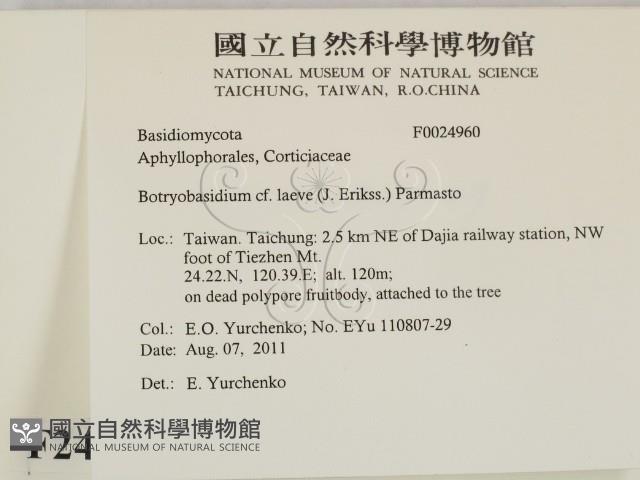 國立自然科學博物館
NATIONAL MUSEUM OF NATURAL SCIENCE
TAICHUNG, TAIWAN, R.O.CHINA
Basidiomycota F0024960
Aphyllophorales, Corticiaceae
Botryobasidium cf. laeve (J. Erikss.) Parmasto
Loc.: Taiwan. Taichung: 2.5 km NE of Dajia railway station, NW
foot of Tiezhen Mt.
24.22.N, 120.39.E; alt. 120m;
on dead polypore fruitbody, attached to the tree
Col.: E.O. Yurchenko; No. EYu 110807-29
Date: Aug. 07, 2011
Det.: E. Yurchenko
國立自然科學博物館
NATIONAL MUSEUM OF NATURAL SCIENCE
F24